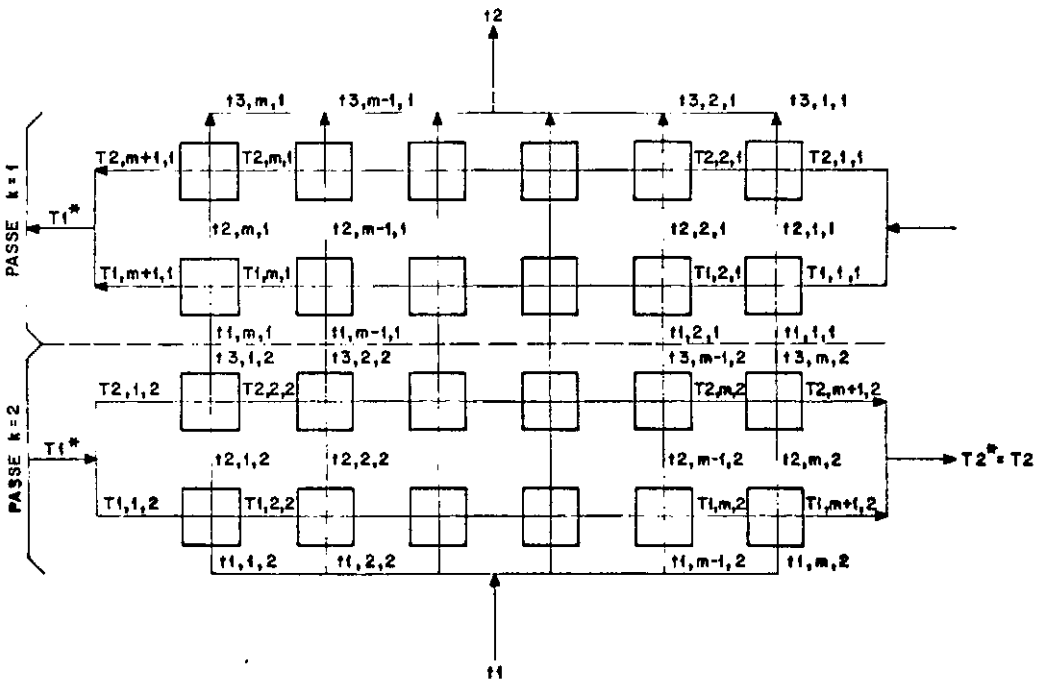 t2
t3,m,1 t3,m-1,1 t3,2,1 t3,1,1
T2,m+1,1 T2,m,1 T2,2,1 T2,1,1
PASSE k=1
T1*
t2,m,1 t2,m-1,1 t2,2,1 t2,1,1
T1,m+1,1 T1,m,1 T1,2,1 T1,1,1
t1,m,1 t1,m-1,1 t1,2,1 t1,1,1
t3,1,2 t3,2,2 t3,m-1,2 t3,m,2
T2,1,2 T2,2,2 T2,m,2 T2,m+1,2
PASSE k=2
T1*
t2,1,2 t2,2,2 t2,m-1,2 t2,m,2
T2*=T2
T1,1,2 T1,2,2 T1,m,2 T1,m+1,2
t1,1,2 t1,2,2 t1,m-1,2 t1,m,2
t1